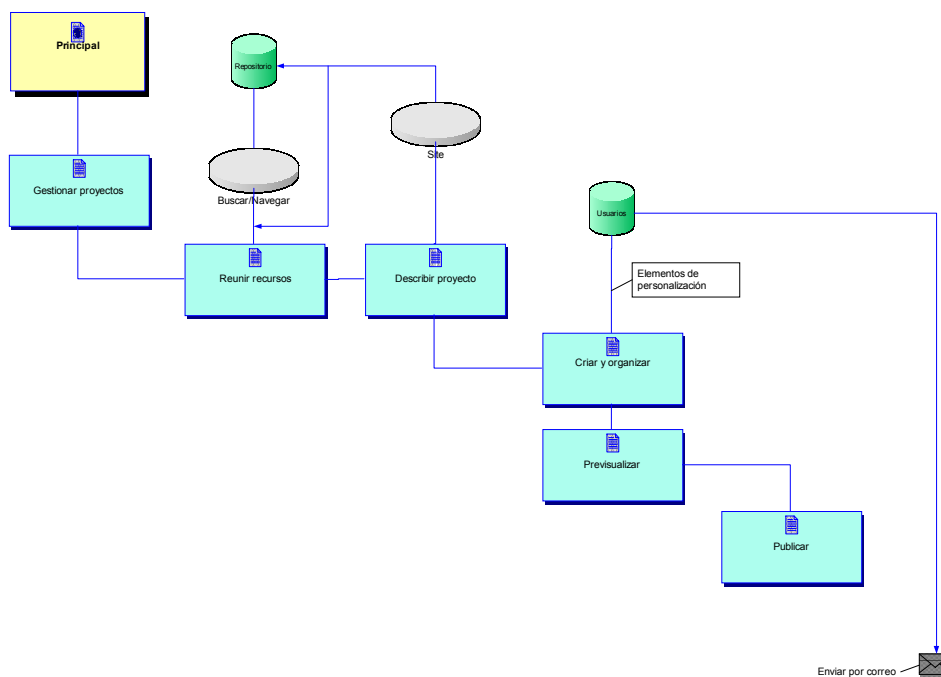 Principal
Repositorio
Site
Gestionar proyectos
Buscar/Navegar
Usuarios
Reunir recursos
Describir proyecto
Elementos de
personalización
Criar y organizar
Previsualizar
Publicar
Enviar por correo